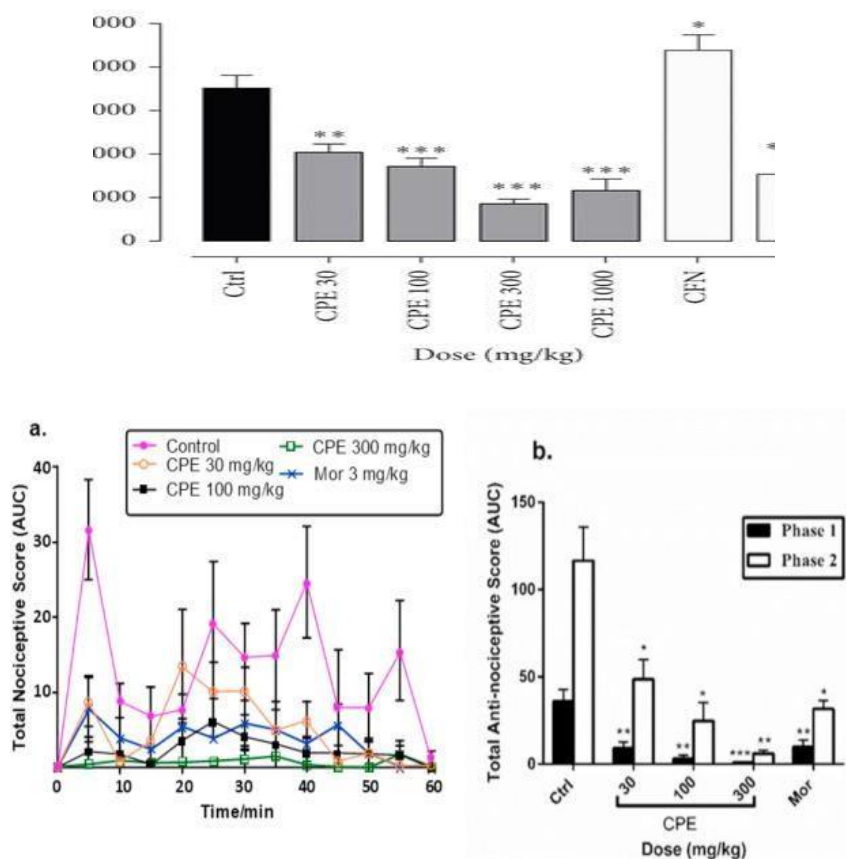 000
*
000
**
*
000
***
***
***
000
0
Ctrl
CPE 30
CPE 100
CPE 300
CPE 1000
CFN
Dose (mg/kg)
a.
Control
CPE 30 mg/kg
CPE 100 mg/kg
CPE 300 mg/kg
Mor 3 mg/kg
Total Nociceptive Score (AUC)
40
30
20
10
0 10 20 30 40 50 60
Time/min
b.
Phase 1
Phase 2
Total Anti-nociceptive Score (AUC)
150
100
50
0
*
**
*
**
***
**
**
*
Ctrl
30
100
300
Mor
CPE
Dose (mg/kg)